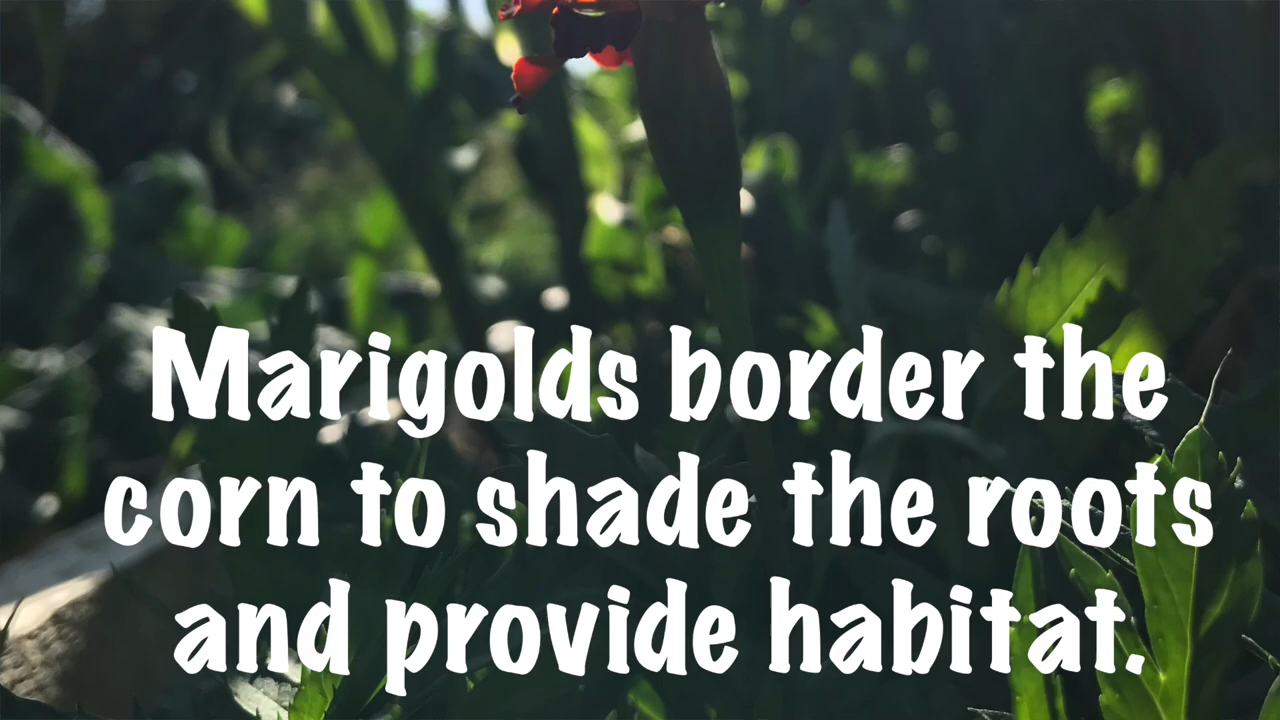 Marigolds border the
corn to shade the roots
and provide habitat.